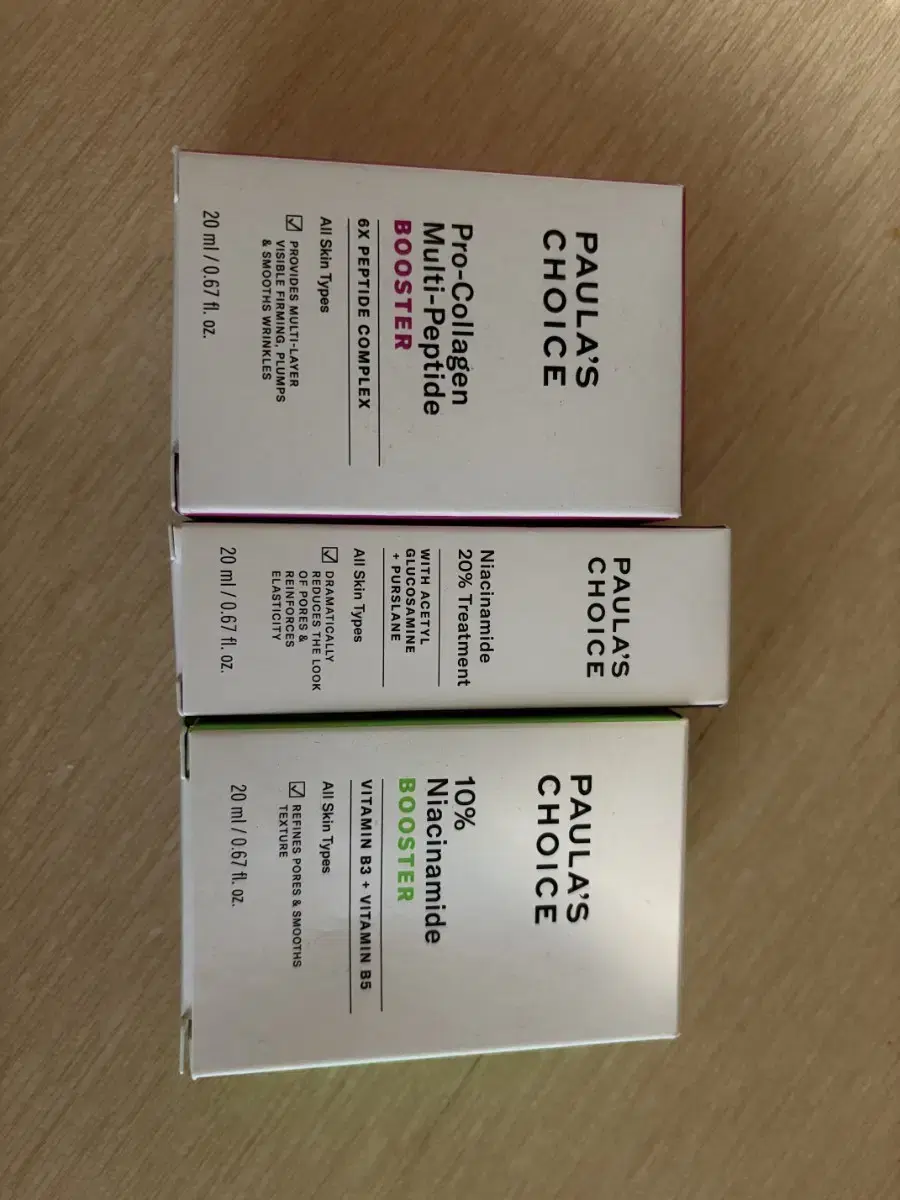 PAULA'S
CHOICE
Pro-Collagen
Multi-Peptide
BOOSTER
6X PEPTIDE COMPLEX
All Skin Types
PROVIDES MULTI-LAYER
VISIBLE FIRMING, PLUMPS
& SMOOTHS WRINKLES
20 ml / 0.67 fl. oz.
PAULA'S
CHOICE
Niacinamide
20% Treatment
WITH ACETYL
GLUCOSAMINE
+ PURSLANE
All Skin Types
DRAMATICALLY
REDUCES THE LOOK
OF PORES &
REINFORCES
ELASTICITY
20 ml / 0.67 fl. oz.
PAULA'S
CHOICE
10%
Niacinamide
BOOSTER
VITAMIN B3 + VITAMIN B5
All Skin Types
REFINES PORES & SMOOTHS
TEXTURE
20 ml / 0.67 fl. oz.